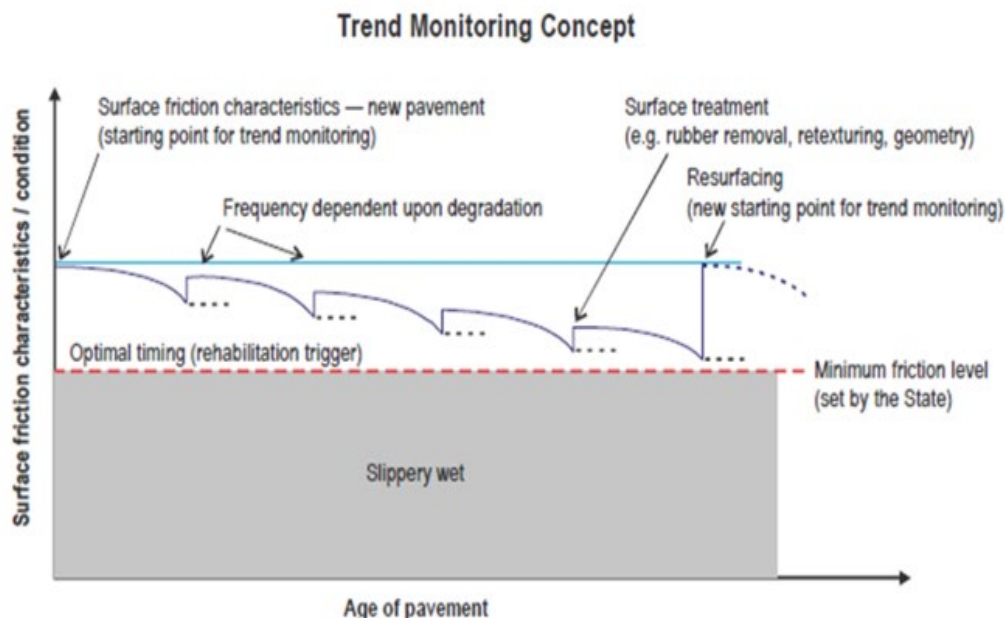 Trend Monitoring Concept
Surface friction characteristics — new pavement
(starting point for trend monitoring)
Surface treatment
(e.g. rubber removal, retexturing, geometry)
Resurfacing
(new starting point for trend monitoring)
Frequency dependent upon degradation
Optimal timing (rehabilitation trigger)
Minimum friction level
(set by the State)
Slippery wet
Surface friction characteristics / condition
Age of pavement